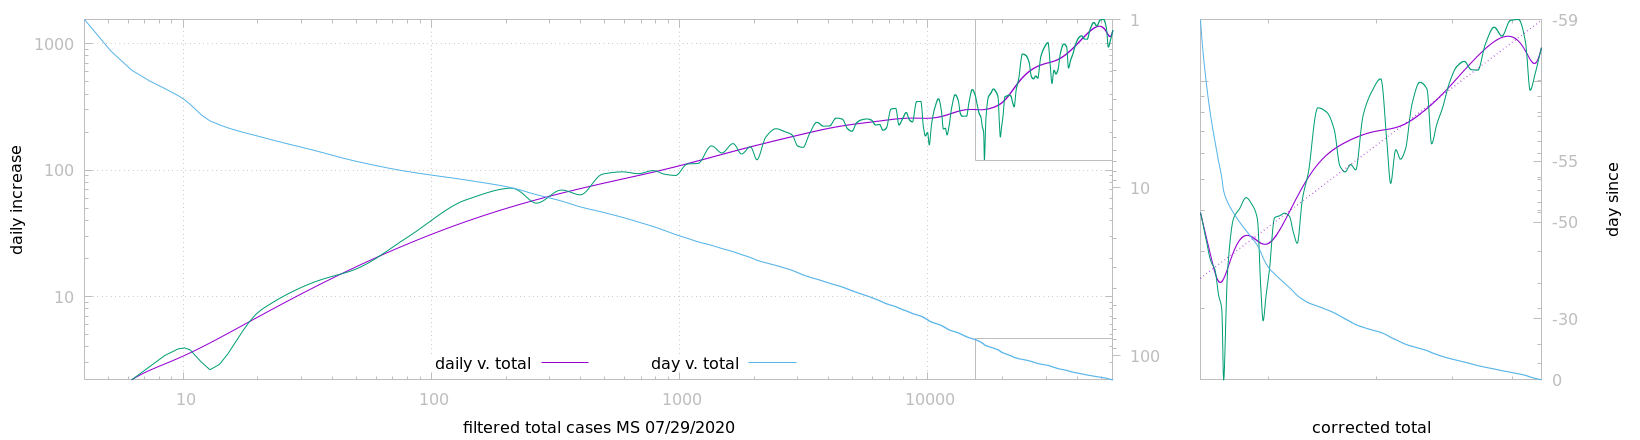 1000
100
10
daily increase
10
100
1000
10000
1
10
100
daily v. total
day v. total
filtered total cases MS 07/29/2020
-59
-55
-50
-30
0
day since
corrected total